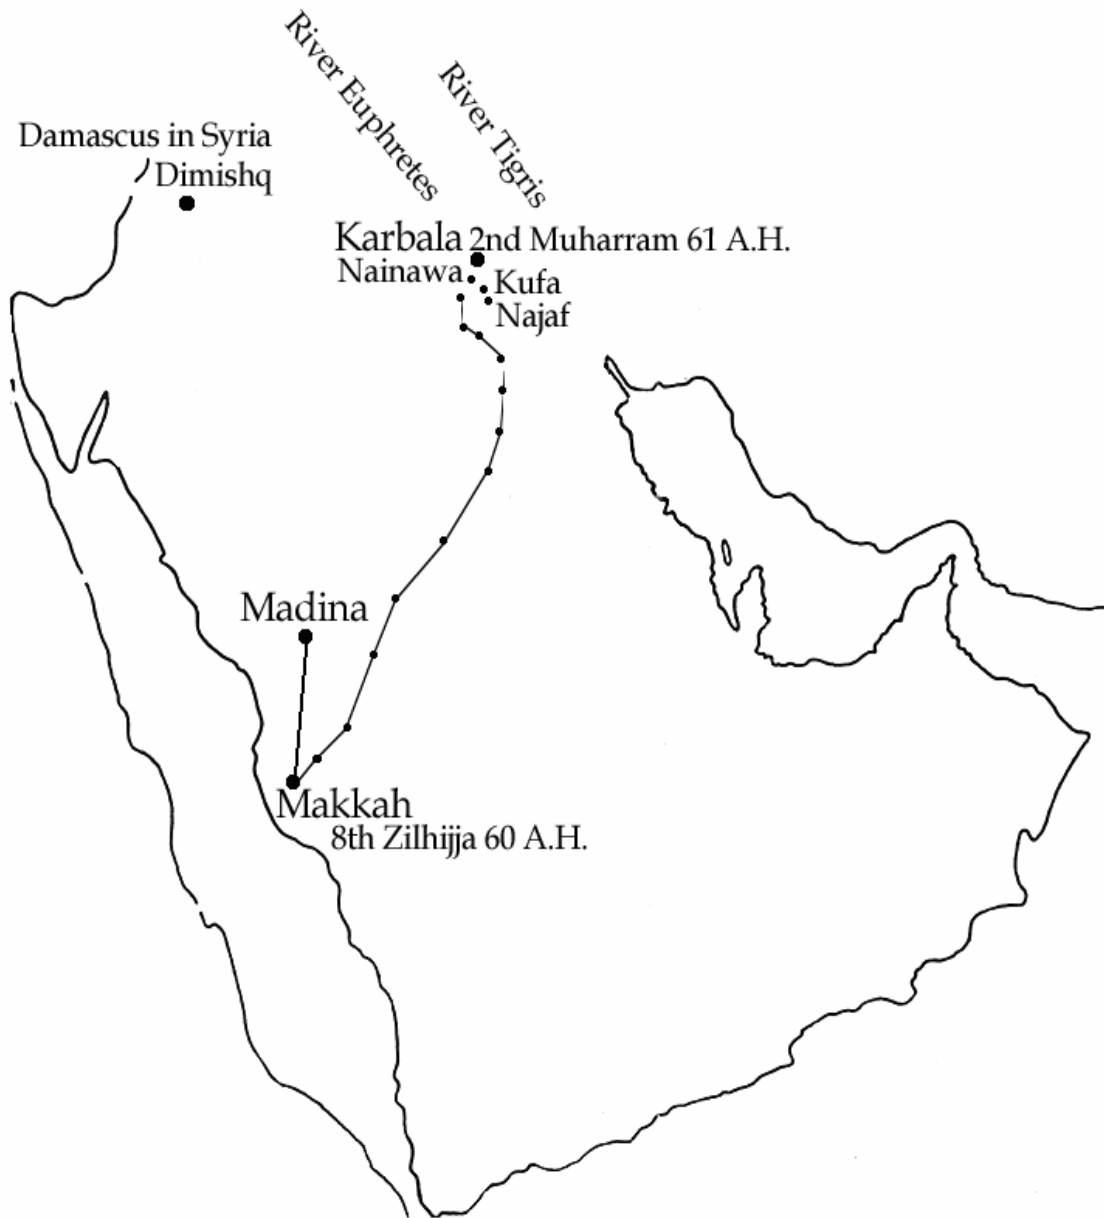 River Euphretes
River Tigris
Damascus in Syria
Dimishq
Karbala 2nd Muharram 61 A.H.
Nainawa
Kufa
Najaf
Madina
Makkah
8th Zilhijja 60 A.H.